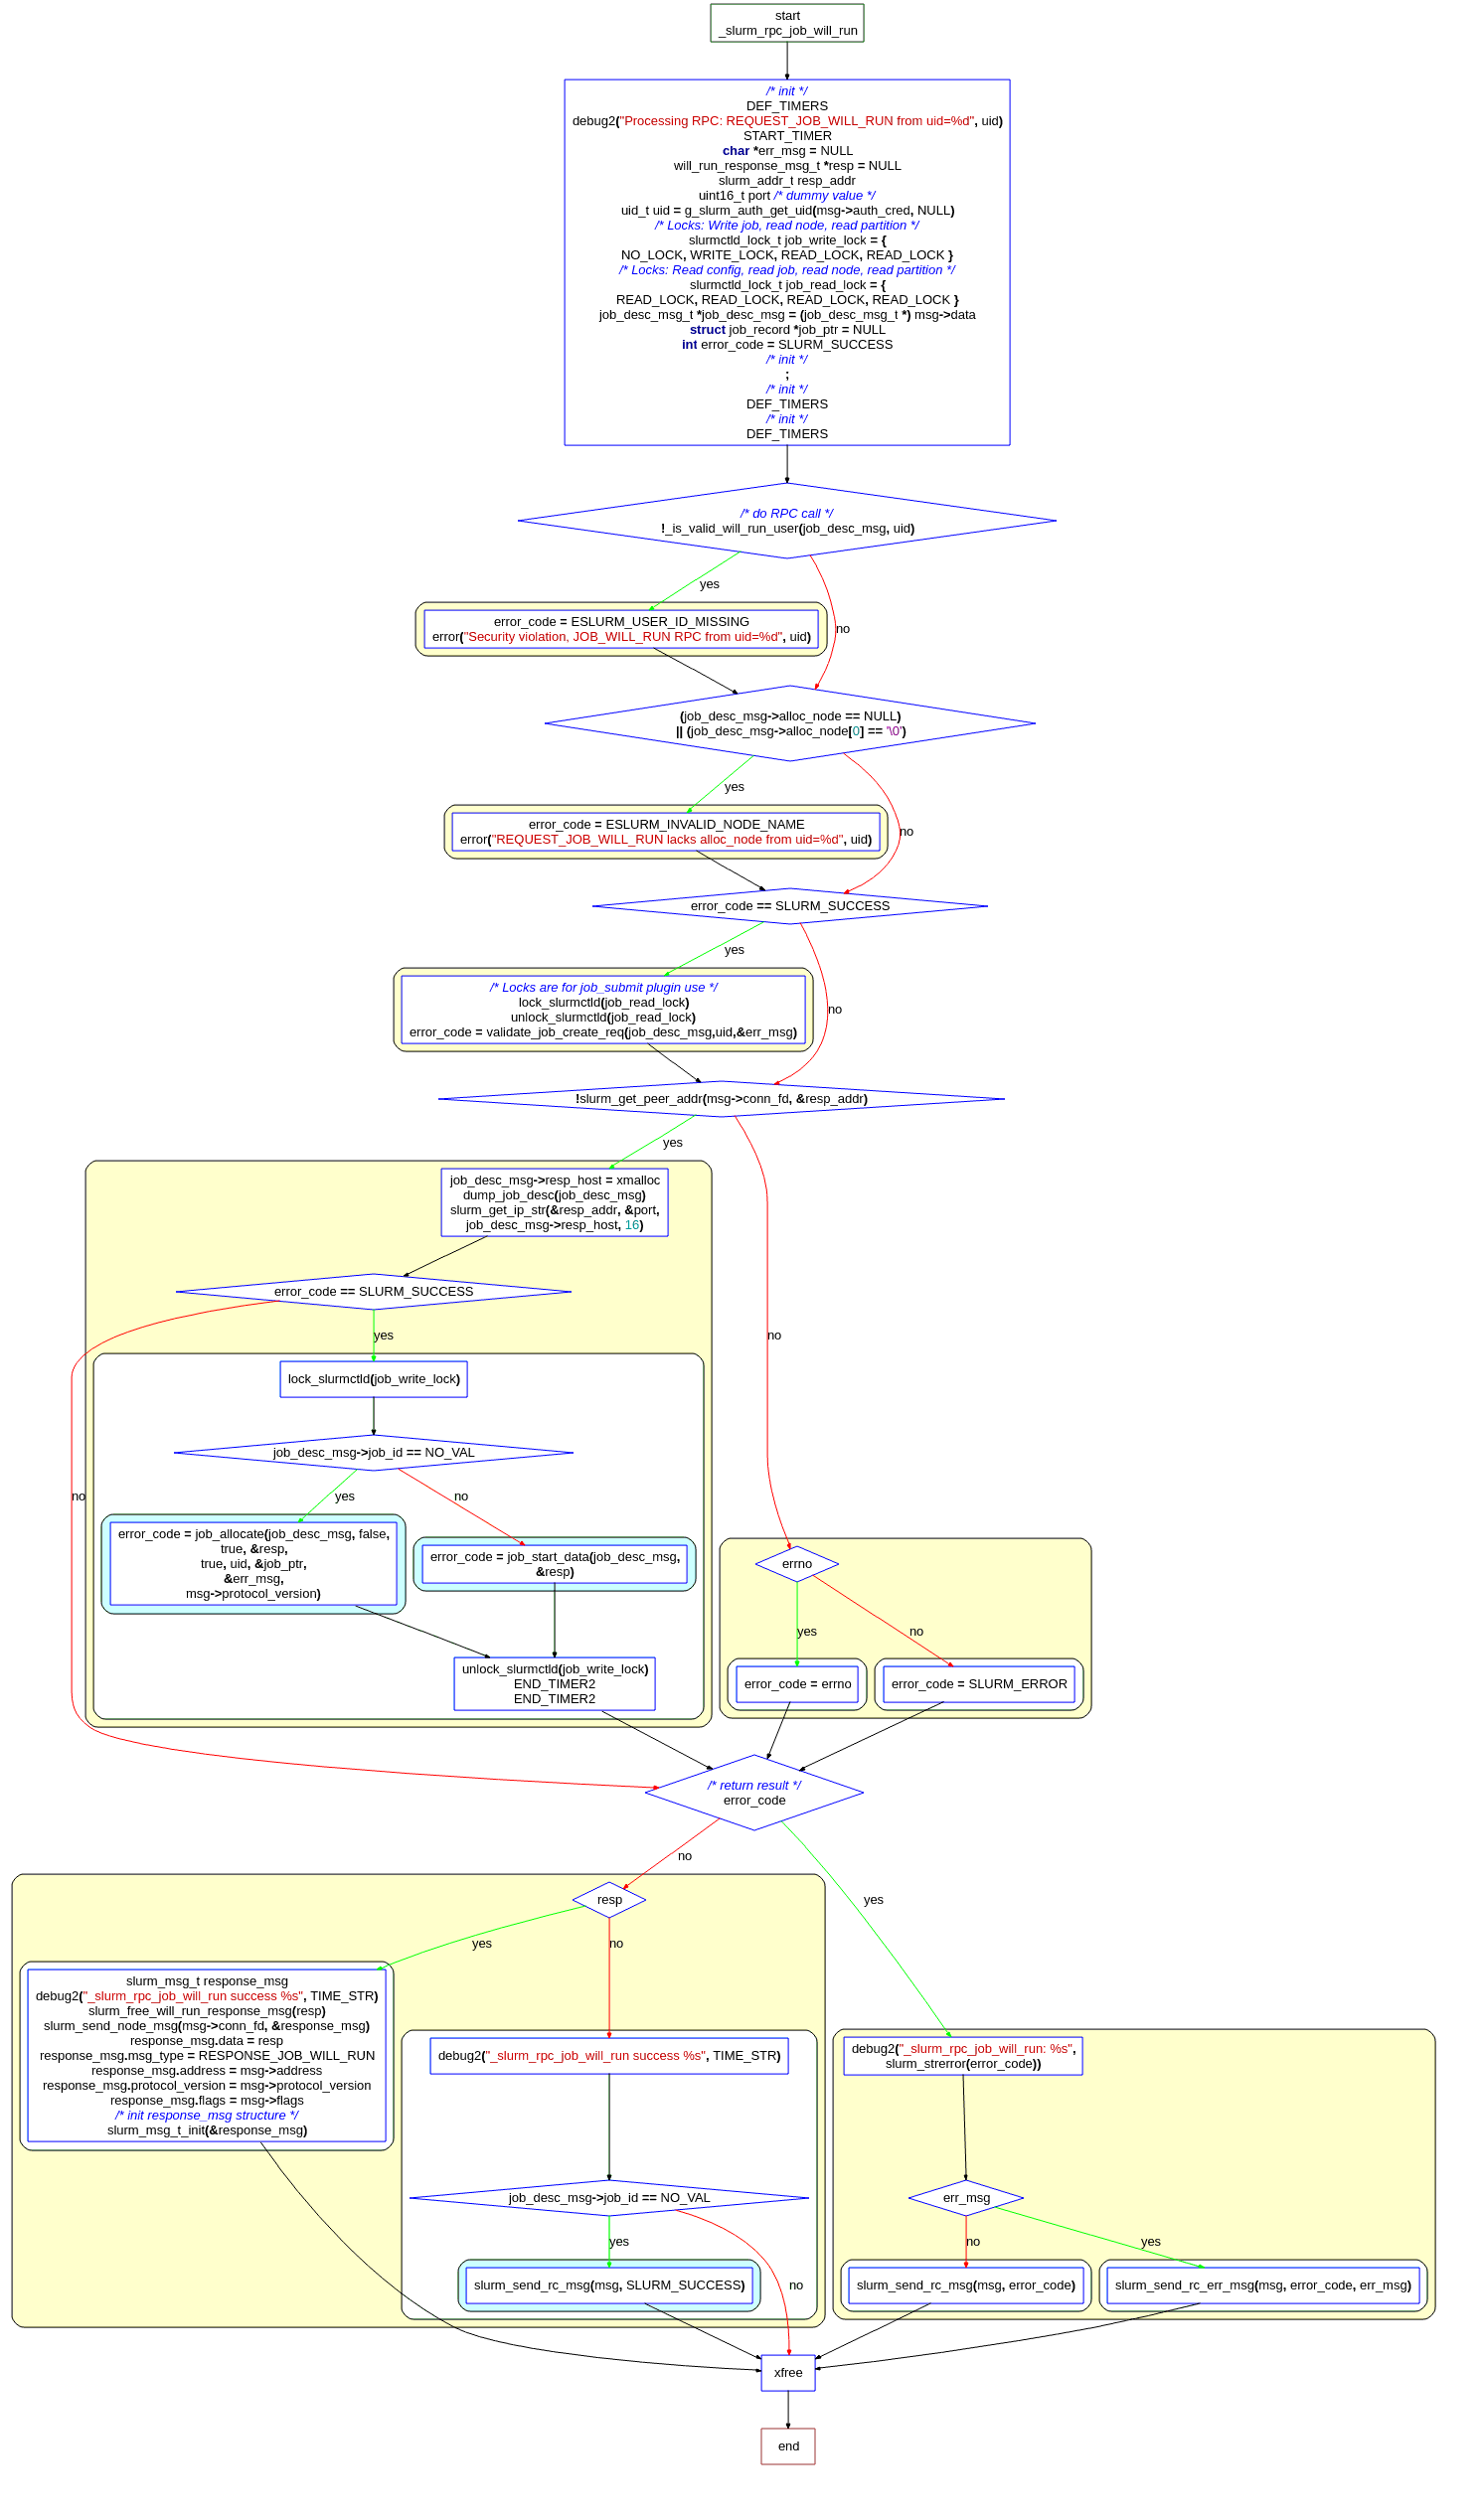 start
_slurm_rpc_job_will_run
/* init */
DEF_TIMERS
debug2("Processing RPC: REQUEST_JOB_WILL_RUN from uid=%d", uid)
START_TIMER
char *err_msg = NULL
will_run_response_msg_t *resp = NULL
slurm_addr_t resp_addr
uint16_t port /* dummy value */
uid_t uid = g_slurm_auth_get_uid(msg->auth_cred, NULL)
/* Locks: Write job, read node, read partition */
slurmctld_lock_t job_write_lock = {
NO_LOCK, WRITE_LOCK, READ_LOCK, READ_LOCK }
/* Locks: Read config, read job, read node, read partition */
slurmctld_lock_t job_read_lock = {
READ_LOCK, READ_LOCK, READ_LOCK, READ_LOCK }
job_desc_msg_t *job_desc_msg = (job_desc_msg_t *) msg->data
struct job_record *job_ptr = NULL
int error_code = SLURM_SUCCESS
/* init */
;
/* init */
DEF_TIMERS
/* init */
DEF_TIMERS
/* do RPC call */
!_is_valid_will_run_user(job_desc_msg, uid)
yes
no
error_code = ESLURM_USER_ID_MISSING
error("Security violation, JOB_WILL_RUN RPC from uid=%d", uid)
(job_desc_msg->alloc_node == NULL)
|| (job_desc_msg->alloc_node[0] == '\0')
yes
no
error_code = ESLURM_INVALID_NODE_NAME
error("REQUEST_JOB_WILL_RUN lacks alloc_node from uid=%d", uid)
error_code == SLURM_SUCCESS
yes
no
/* Locks are for job_submit plugin use */
lock_slurmctld(job_read_lock)
unlock_slurmctld(job_read_lock)
error_code = validate_job_create_req(job_desc_msg,uid,&err_msg)
!slurm_get_peer_addr(msg->conn_fd, &resp_addr)
yes
no
job_desc_msg->resp_host = xmalloc
dump_job_desc(job_desc_msg)
slurm_get_ip_str(&resp_addr, &port,
job_desc_msg->resp_host, 16)
error_code == SLURM_SUCCESS
yes
no
lock_slurmctld(job_write_lock)
job_desc_msg->job_id == NO_VAL
yes
no
error_code = job_allocate(job_desc_msg, false,
true, &resp,
true, uid, &job_ptr,
&err_msg,
msg->protocol_version)
error_code = job_start_data(job_desc_msg,
&resp)
unlock_slurmctld(job_write_lock)
END_TIMER2
END_TIMER2
errno
yes
no
error_code = errno
error_code = SLURM_ERROR
/* return result */
error_code
no
yes
resp
yes
no
slurm_msg_t response_msg
debug2("_slurm_rpc_job_will_run success %s", TIME_STR)
slurm_free_will_run_response_msg(resp)
slurm_send_node_msg(msg->conn_fd, &response_msg)
response_msg.data = resp
response_msg.msg_type = RESPONSE_JOB_WILL_RUN
response_msg.address = msg->address
response_msg.protocol_version = msg->protocol_version
response_msg.flags = msg->flags
/* init response_msg structure */
slurm_msg_t_init(&response_msg)
debug2("_slurm_rpc_job_will_run success %s", TIME_STR)
job_desc_msg->job_id == NO_VAL
yes
no
slurm_send_rc_msg(msg, SLURM_SUCCESS)
debug2("_slurm_rpc_job_will_run: %s",
slurm_strerror(error_code))
err_msg
no
yes
slurm_send_rc_msg(msg, error_code)
slurm_send_rc_err_msg(msg, error_code, err_msg)
xfree
end